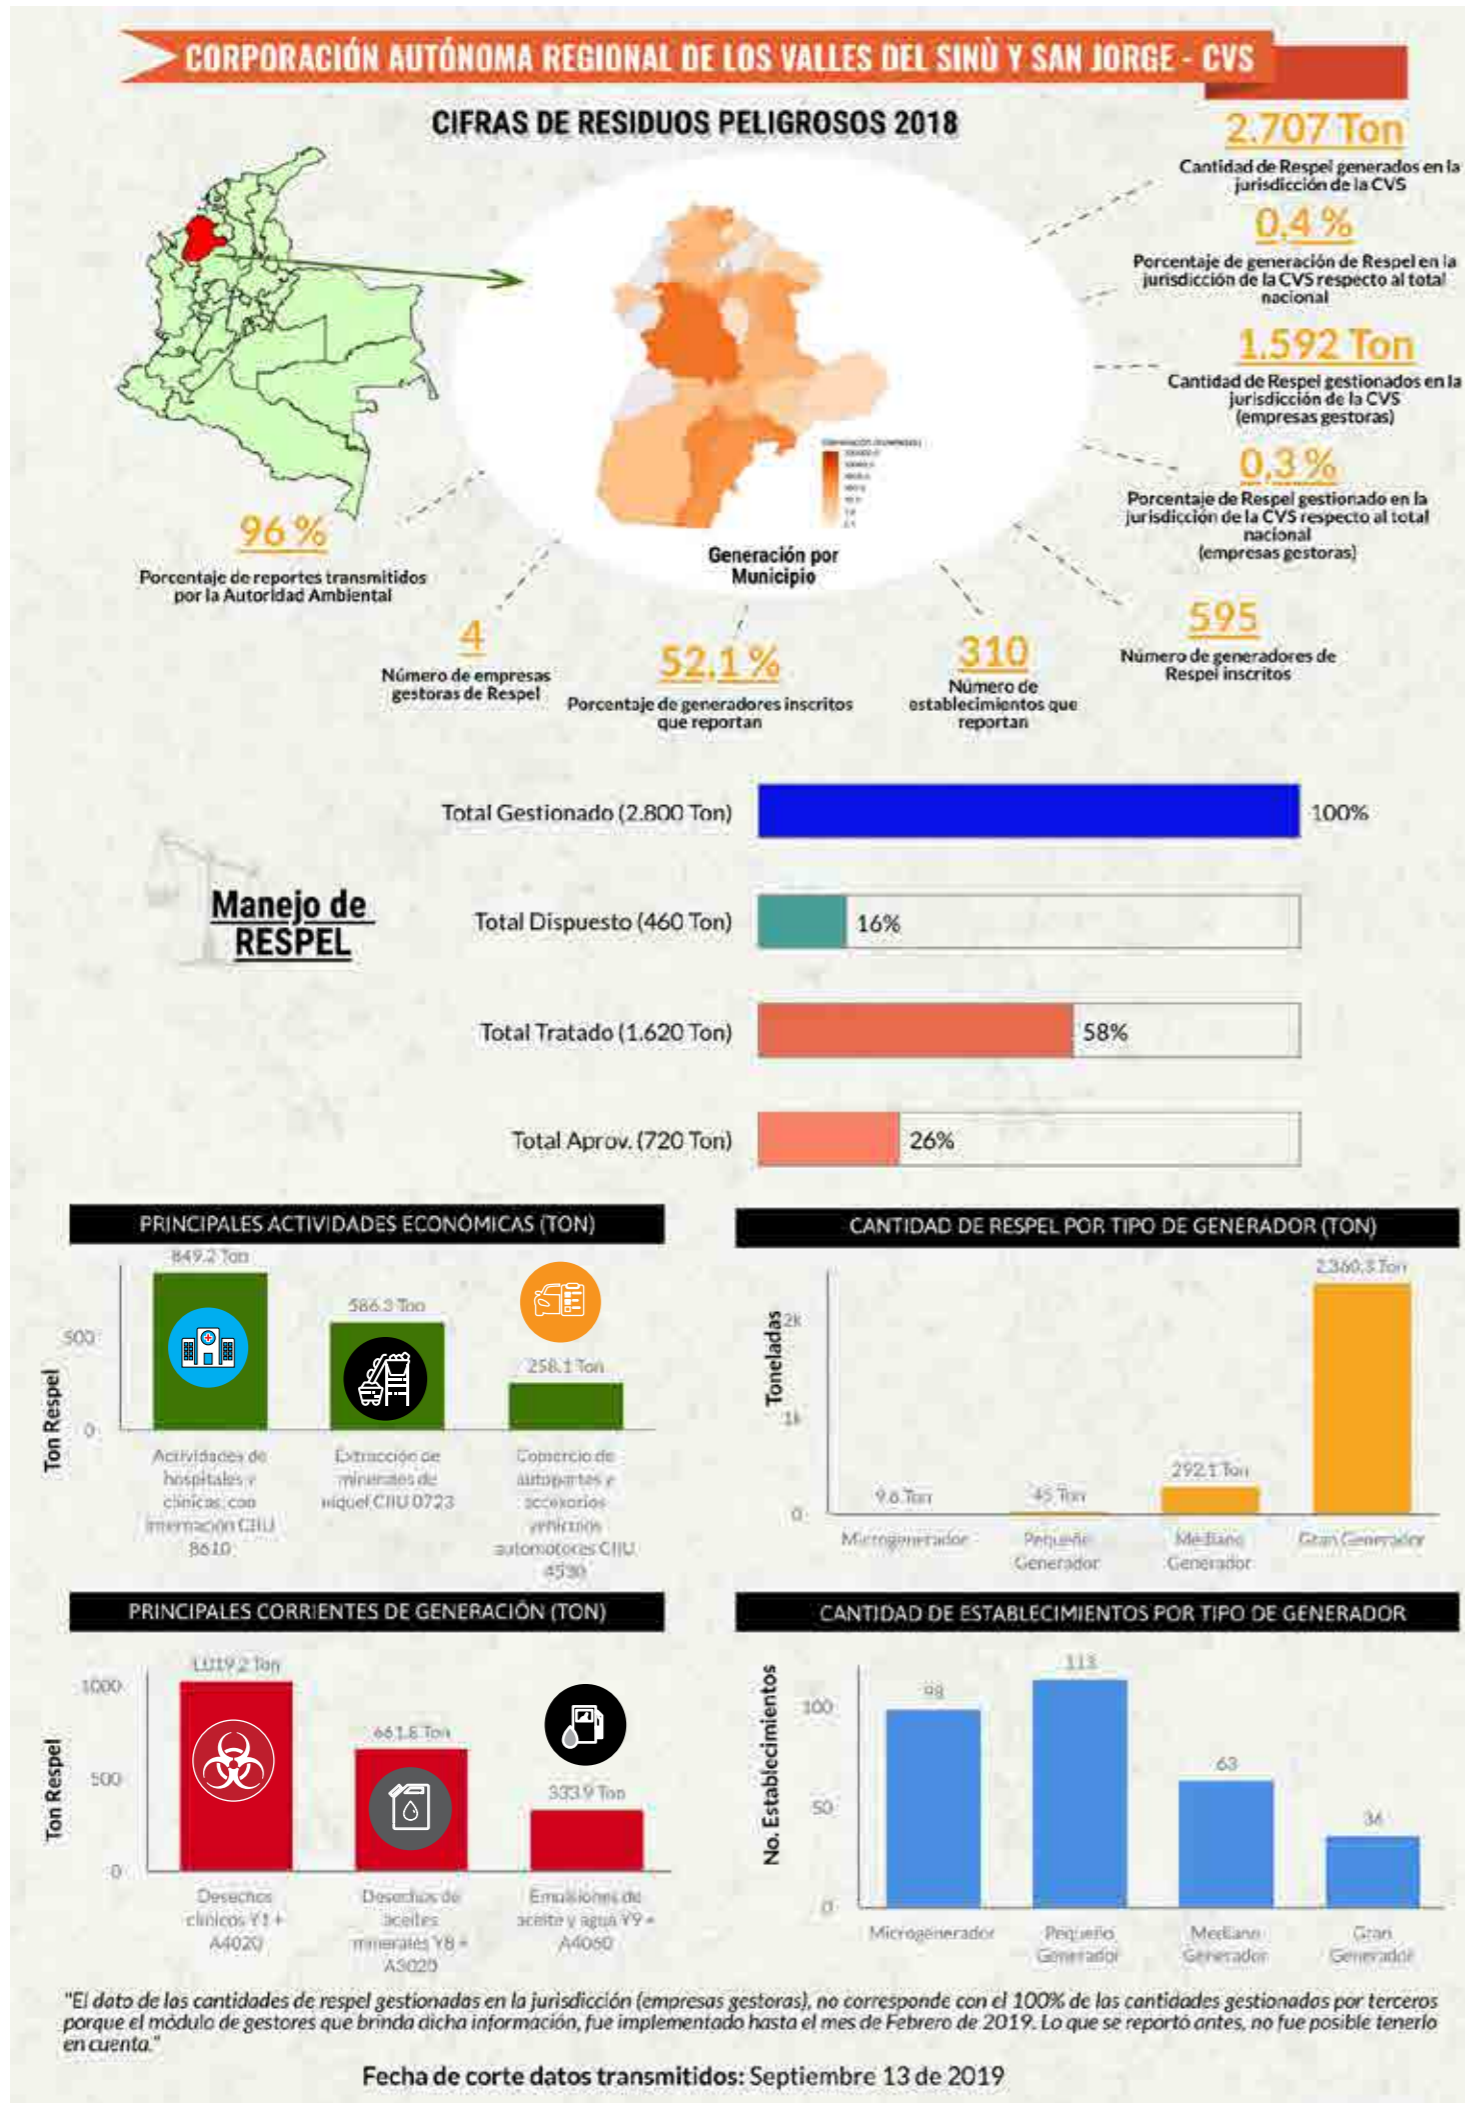 CORPORACIÓN AUTÓNOMA REGIONAL DE LOS VALLES DEL SINÙ Y SAN JORGE - CVS
CIFRAS DE RESIDUOS PELIGROSOS 2018
2.707 Ton
Cantidad de Respel generados en la
jurisdicción de la CVS
0,4 %
Porcentaje de generación de Respel en la
jurisdicción de la CVS respecto al total
nacional
1.592 Ton
Cantidad de Respel gestionados en la
jurisdicción de la CVS
(empresas gestoras)
0,3 %
Porcentaje de Respel gestionado en la
jurisdicción de la CVS respecto al total
nacional
(empresas gestoras)
595
Número de generadores de
Respel inscritos
310
Número de
establecimientos que
reportan
52,1 %
Porcentaje de generadores inscritos
que reportan
4
Número de empresas
gestoras de Respel
96 %
Porcentaje de reportes transmitidos
por la Autoridad Ambiental
Generación por
Municipio
Manejo de
RESPEL
Total Gestionado (2.800 Ton)
100%
Total Dispuesto (460 Ton)
16%
Total Tratado (1.620 Ton)
58%
Total Aprov. (720 Ton)
26%
PRINCIPALES ACTIVIDADES ECONÓMICAS (TON)
Ton Respel
500
0
849.2 Ton
586.3 Ton
258.1 Ton
Actividades de
hospitales y
clínicas, con
internación CIIU
8610
Extracción de
minerales de
niquel CIIU 0723
Comercio de
autopartes y
accesorios
vehículos
automotores CIIU
4530
CANTIDAD DE RESPEL POR TIPO DE GENERADOR (TON)
Toneladas
2k
1k
0
9.6 Ton
45 Ton
292.1 Ton
2,360.3 Ton
Microgenerador
Pequeño
Generador
Mediano
Generador
Gran Generador
PRINCIPALES CORRIENTES DE GENERACIÓN (TON)
Ton Respel
1000
500
0
1,019.2 Ton
661.8 Ton
333.9 Ton
Desechos
clínicos Y1 +
A4020
Desechos de
aceites
minerales Y8 +
A3020
Emulsiones de
aceite y agua Y9 +
A4060
CANTIDAD DE ESTABLECIMIENTOS POR TIPO DE GENERADOR
No. Establecimientos
100
50
0
98
113
63
36
Microgenerador
Pequeño
Generador
Mediano
Generador
Gran
Generador
"El dato de las cantidades de respel gestionadas en la jurisdicción (empresas gestoras), no corresponde con el 100% de las cantidades gestionadas por terceros
porque el módulo de gestores que brinda dicha información, fue implementado hasta el mes de Febrero de 2019. Lo que se reportó antes, no fue posible tenerlo
en cuenta."
Fecha de corte datos transmitidos: Septiembre 13 de 2019